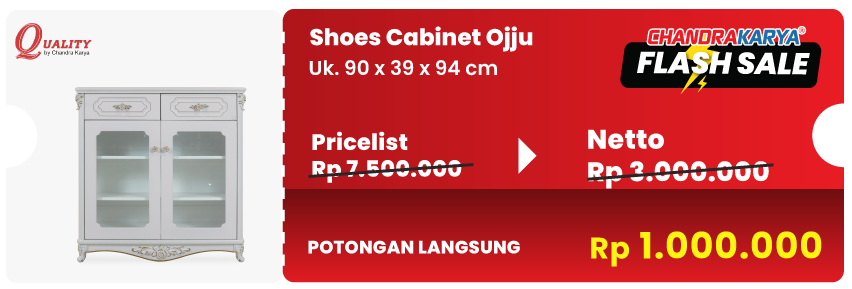 QUALITY
by Chandra Karya
Shoes Cabinet Ojju
Uk. 90 x 39 x 94 cm
CHANDRAKARYA®
FLASH SALE
Pricelist
Rp 7.500.000
Netto
Rp 3.000.000
POTONGAN LANGSUNG
Rp 1.000.000